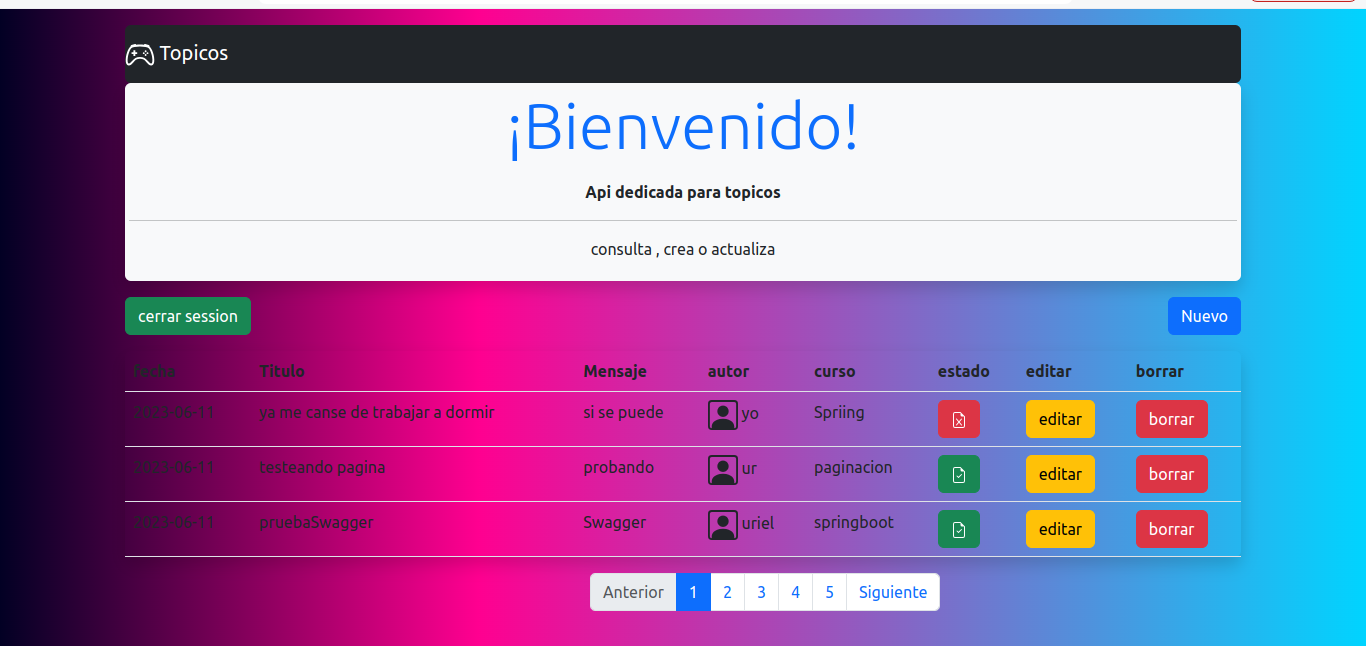 Topicos
¡Bienvenido!
Api dedicada para topicos
consulta , crea o actualiza
cerrar session Nuevo
fecha Titulo Mensaje autor curso estado editar borrar
2023-06-11 ya me canse de trabajar a dormir si se puede yo Spriing editar borrar
2023-06-11 testeando pagina probando ur paginacion editar borrar
2023-06-11 pruebaSwagger Swagger uriel springboot editar borrar
Anterior 1 2 3 4 5 Siguiente